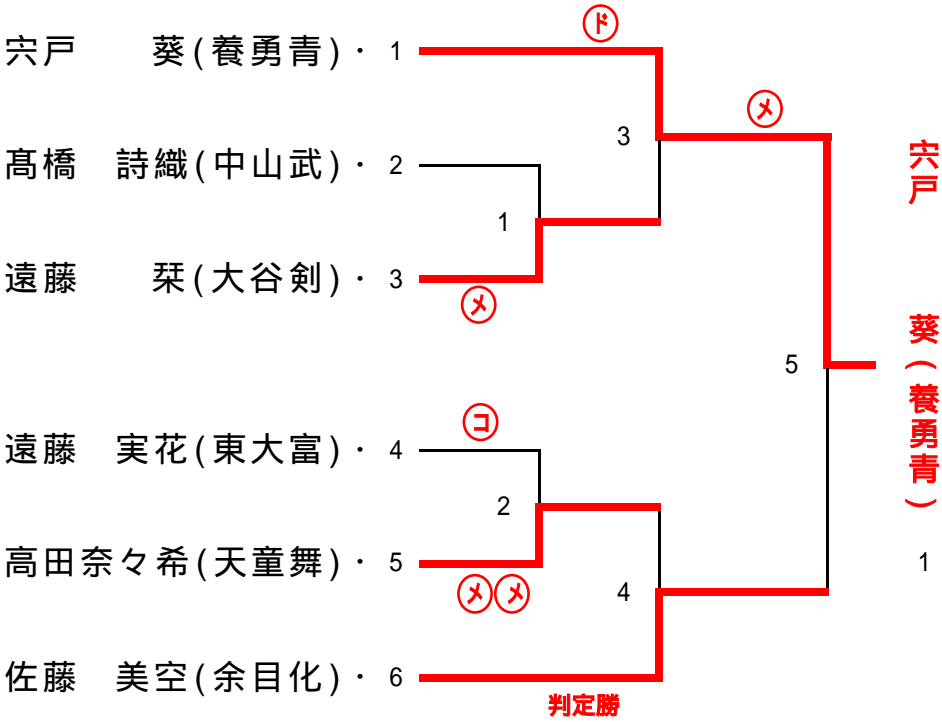 ド
宍戸　葵(養勇青)・ 1
メ
3
髙橋　詩織(中山武)・ 2
1
遠藤　栞(大谷剣)・ 3
メ
5
コ
遠藤　実花(東大富)・ 4
2
高田奈々希(天童舞)・ 5
メメ
4
佐藤　美空(余目化)・ 6
判定勝
宍戸　葵(養勇青)
1